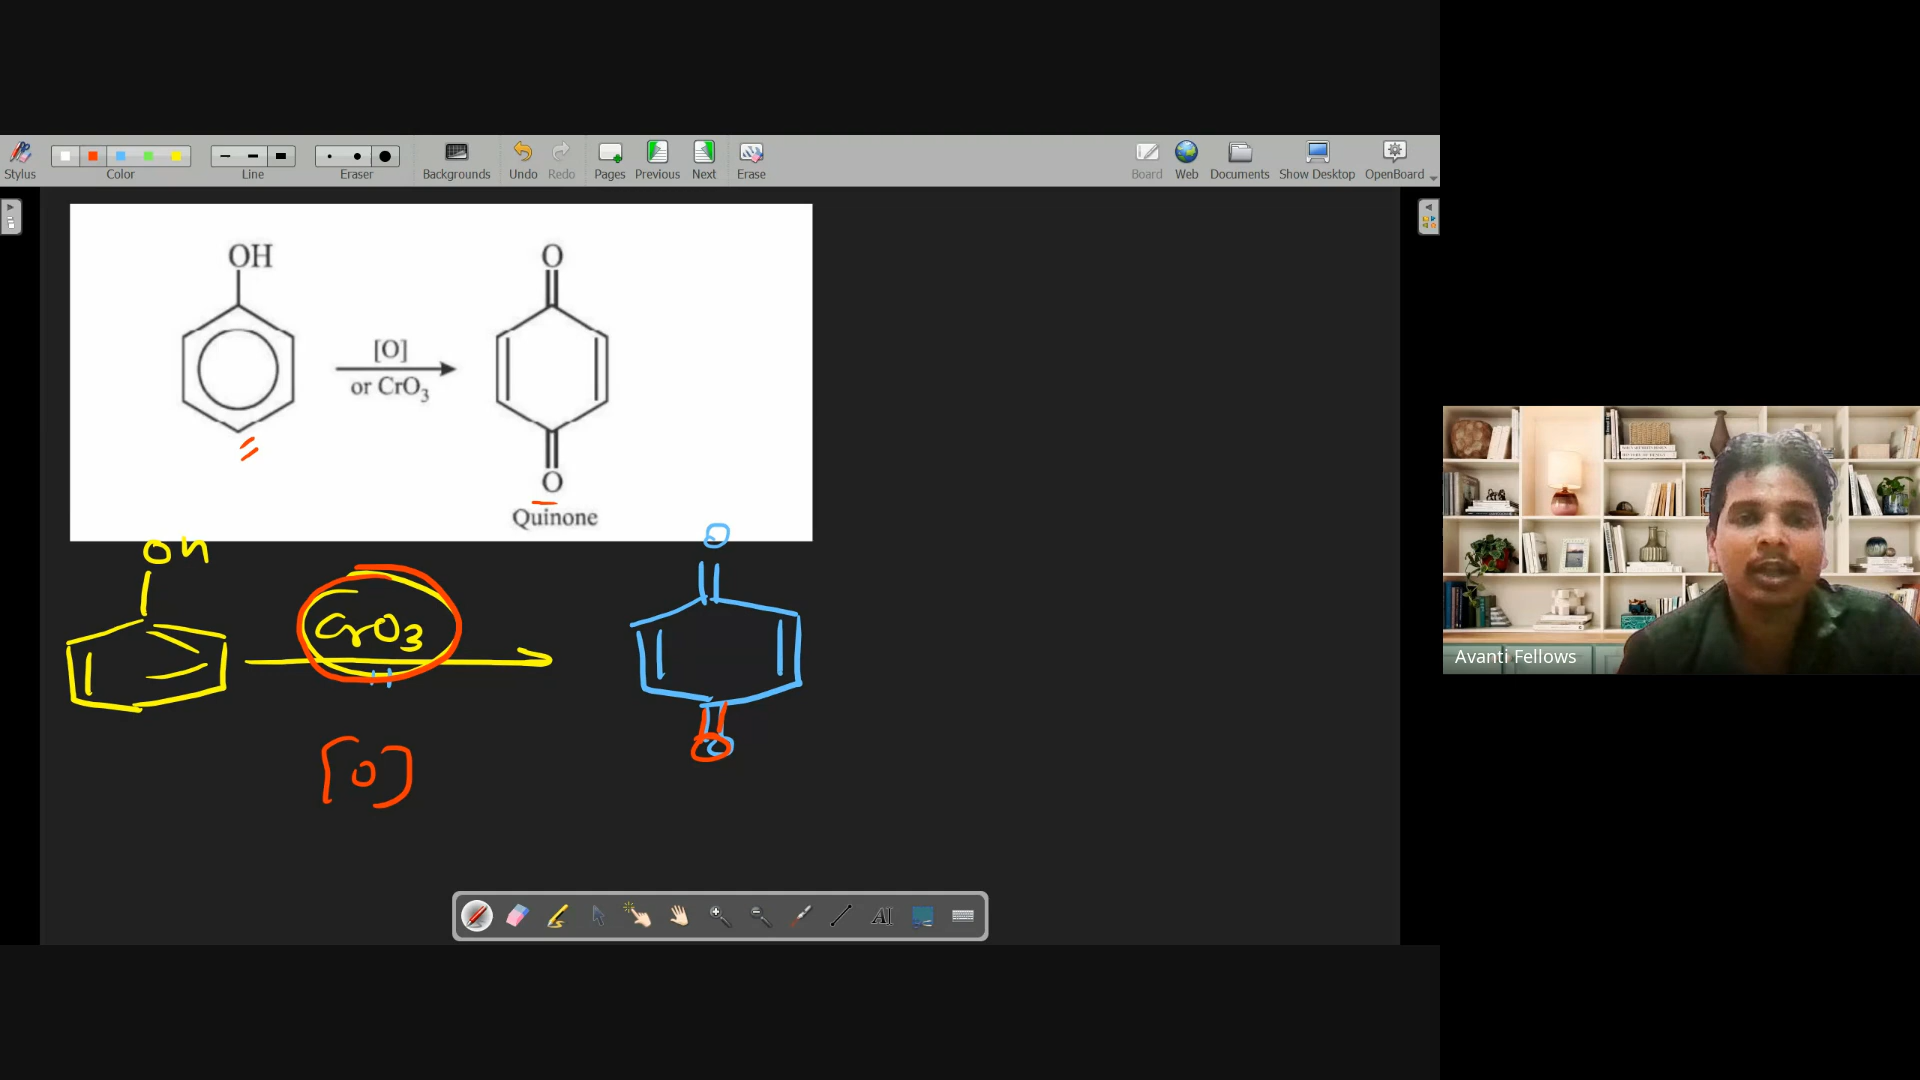 Stylus Color Line Eraser Backgrounds Undo Redo Pages Previous Next Erase Board Web Documents Show Desktop OpenBoard
OH
O
[O]
or CrO3
O
Quinone
OH
O
CrO3
O
[O]
Avanti Fellows